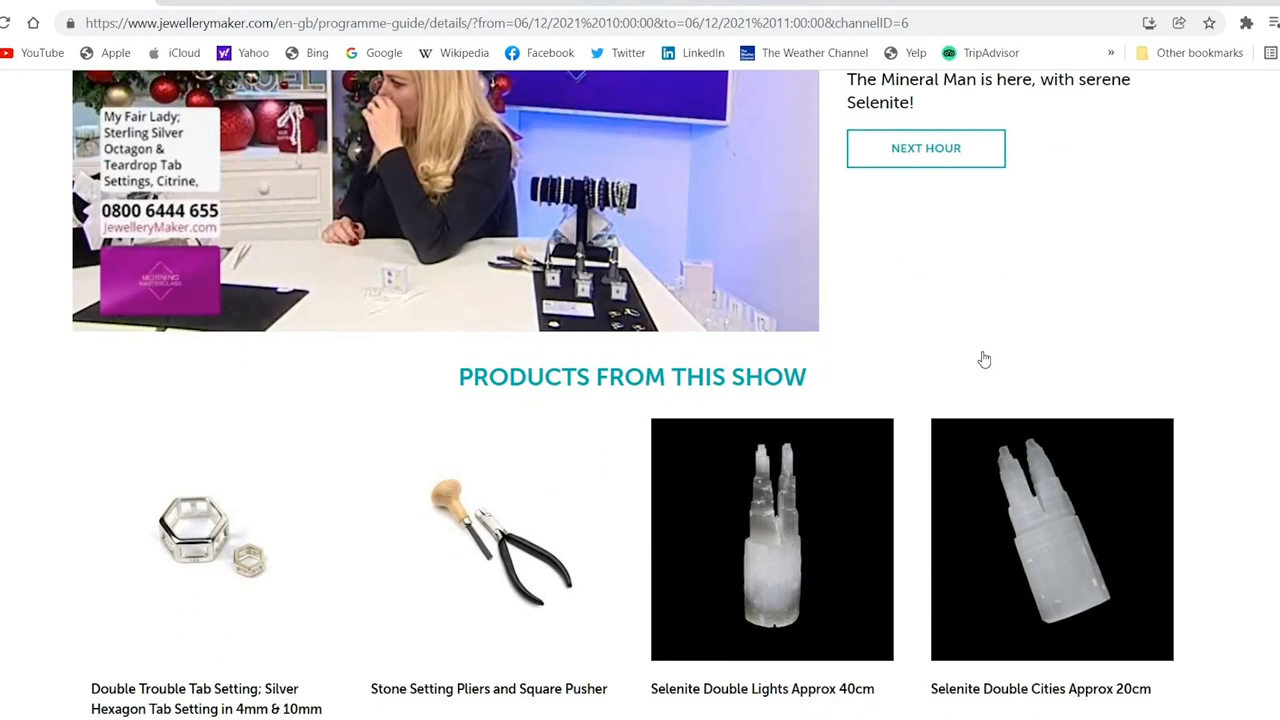 https://www.jewellerymaker.com/en-gb/programme-guide/details/?from=06/12/2021%2010:00:00&to=06/12/2021%2011:00:00&channelID=6
YouTube Apple iCloud Yahoo Bing Google Wikipedia Facebook Twitter LinkedIn The Weather Channel Yelp TripAdvisor » Other bookmarks
The Mineral Man is here, with serene
Selenite!
NEXT HOUR
My Fair Lady;
Sterling Silver
Octagon &
Teardrop Tab
Settings, Citrine,
0800 6444 655
JewelleryMaker.com
MORNING
MASTERCLASS
PRODUCTS FROM THIS SHOW
Double Trouble Tab Setting; Silver
Hexagon Tab Setting in 4mm & 10mm
Stone Setting Pliers and Square Pusher
Selenite Double Lights Approx 40cm
Selenite Double Cities Approx 20cm